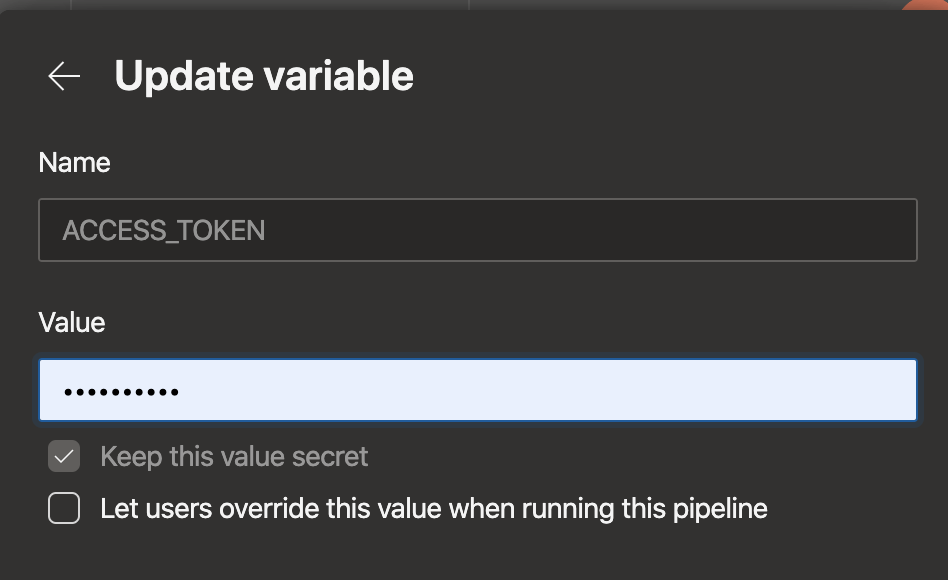 Update variable
Name
ACCESS_TOKEN
Value
••••••••••
Keep this value secret
Let users override this value when running this pipeline